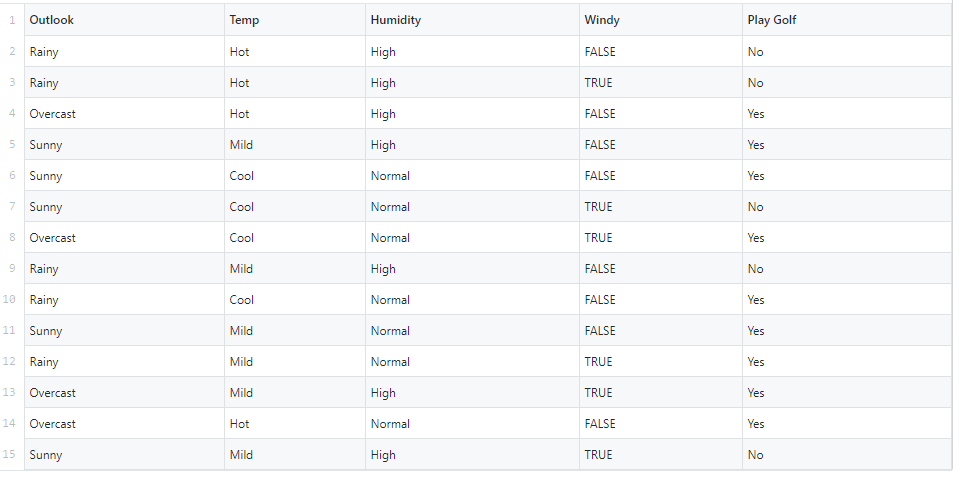 1 Outlook Temp Humidity Windy Play Golf
2 Rainy Hot High FALSE No
3 Rainy Hot High TRUE No
4 Overcast Hot High FALSE Yes
5 Sunny Mild High FALSE Yes
6 Sunny Cool Normal FALSE Yes
7 Sunny Cool Normal TRUE No
8 Overcast Cool Normal TRUE Yes
9 Rainy Mild High FALSE No
10 Rainy Cool Normal FALSE Yes
11 Sunny Mild Normal FALSE Yes
12 Rainy Mild Normal TRUE Yes
13 Overcast Mild High TRUE Yes
14 Overcast Hot Normal FALSE Yes
15 Sunny Mild High TRUE No